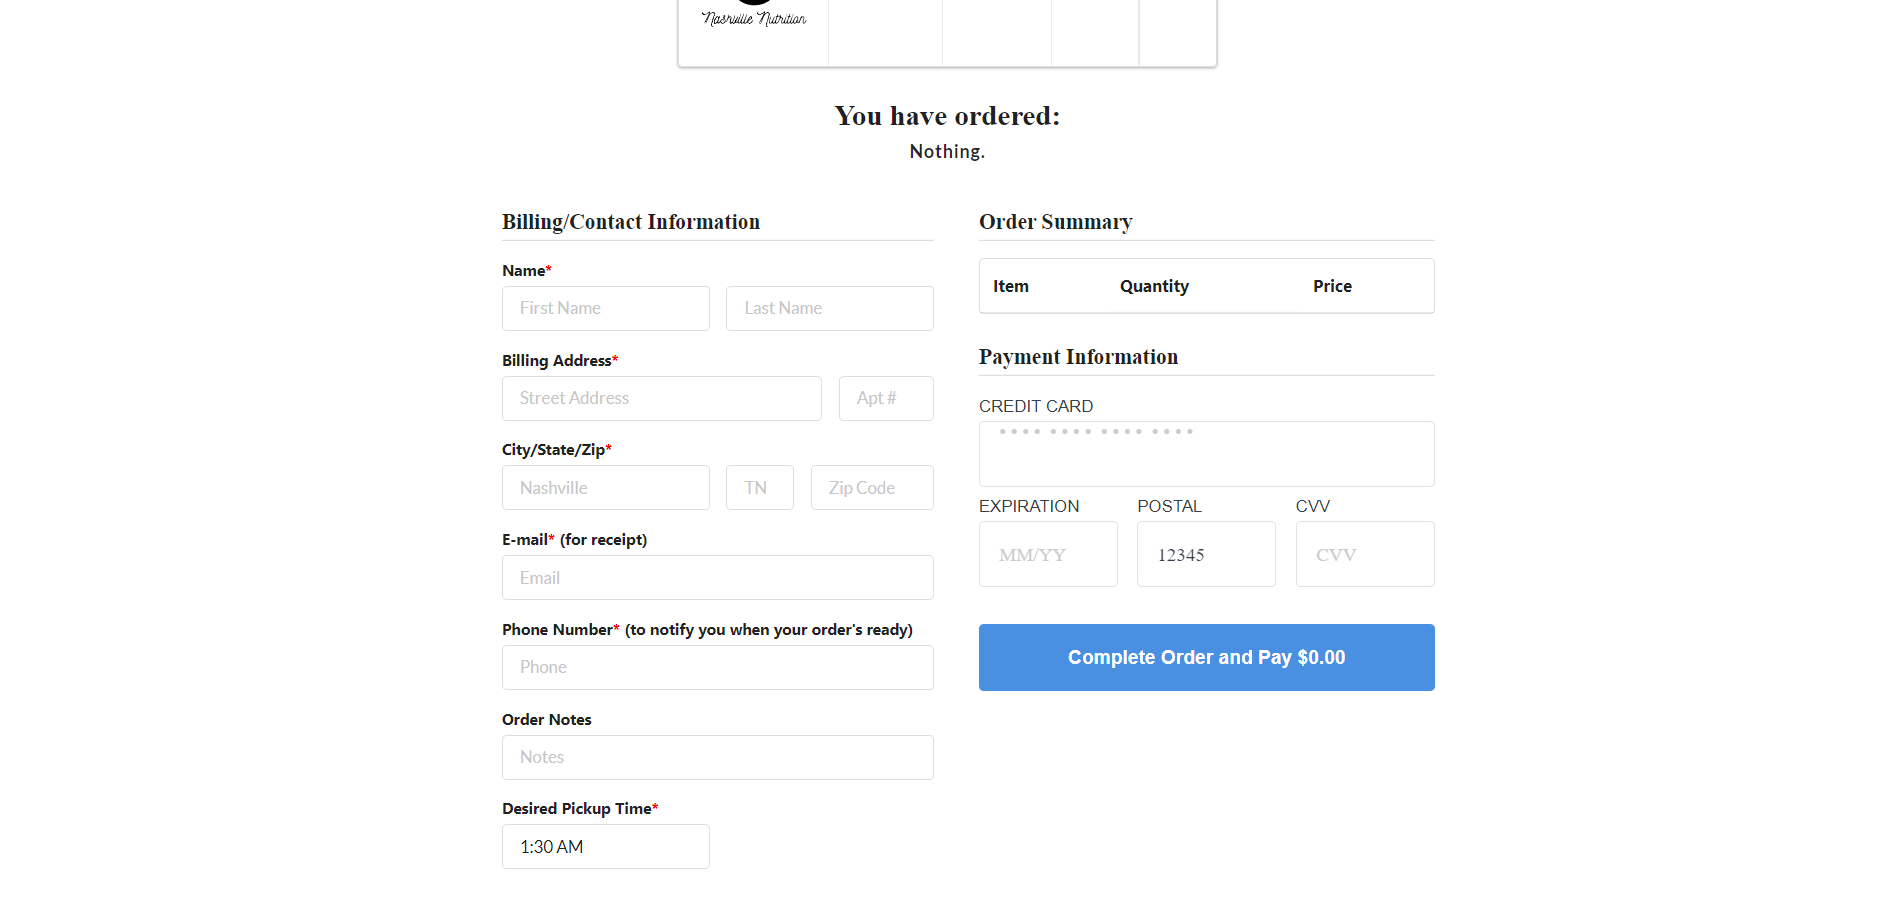 Nashville Nutrition
You have ordered:
Nothing.
Billing/Contact Information
Name*
First Name
Last Name
Billing Address*
Street Address
Apt #
City/State/Zip*
Nashville
TN
Zip Code
E-mail* (for receipt)
Email
Phone Number* (to notify you when your order's ready)
Phone
Order Notes
Notes
Desired Pickup Time*
1:30 AM
Order Summary
Item Quantity Price
Payment Information
CREDIT CARD
•••• •••• •••• ••••
EXPIRATION POSTAL CVV
MM/YY 12345 CVV
Complete Order and Pay $0.00